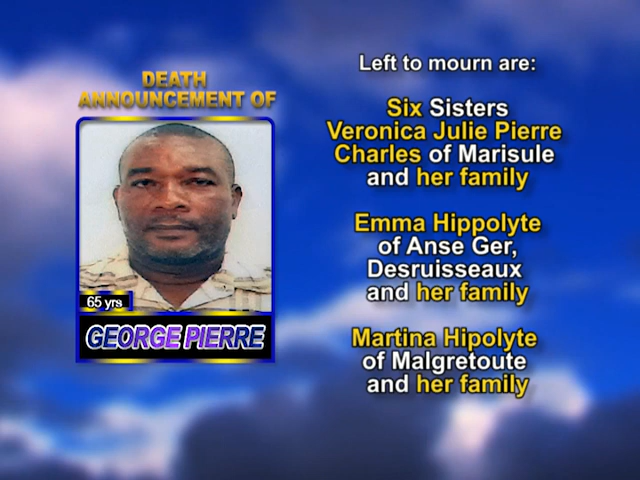 DEATH
ANNOUNCEMENT OF
65 yrs
GEORGE PIERRE
Left to mourn are:
Six Sisters
Veronica Julie Pierre
Charles of Marisule
and her family
Emma Hippolyte
of Anse Ger,
Desruisseaux
and her family
Martina Hipolyte
of Malgretoute
and her family